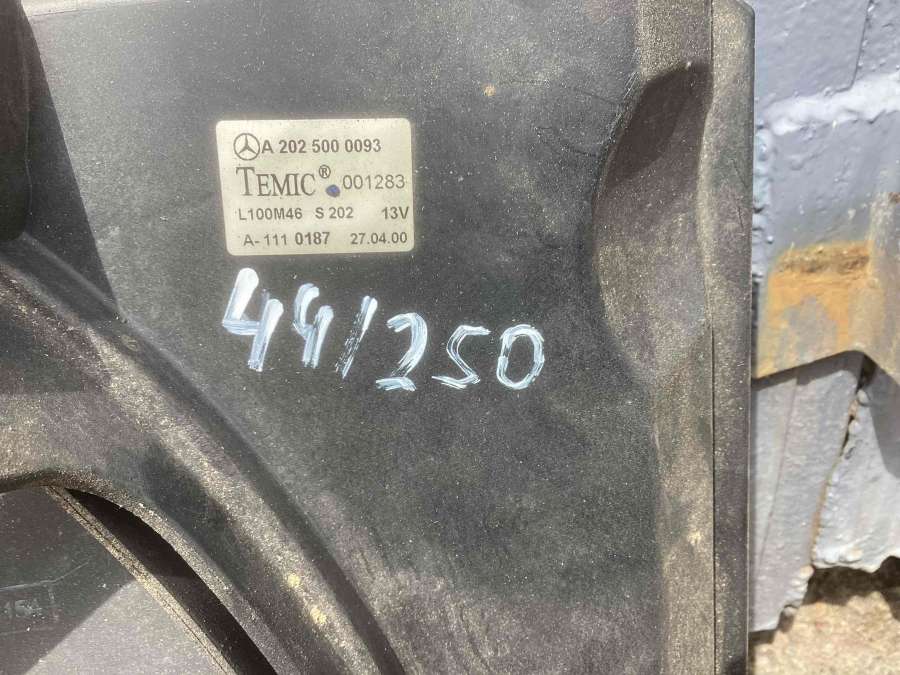 A 202 500 0093
TEMIC® 001283
L100M46 S 202 13V
A-111 0187 27.04.00
44/250